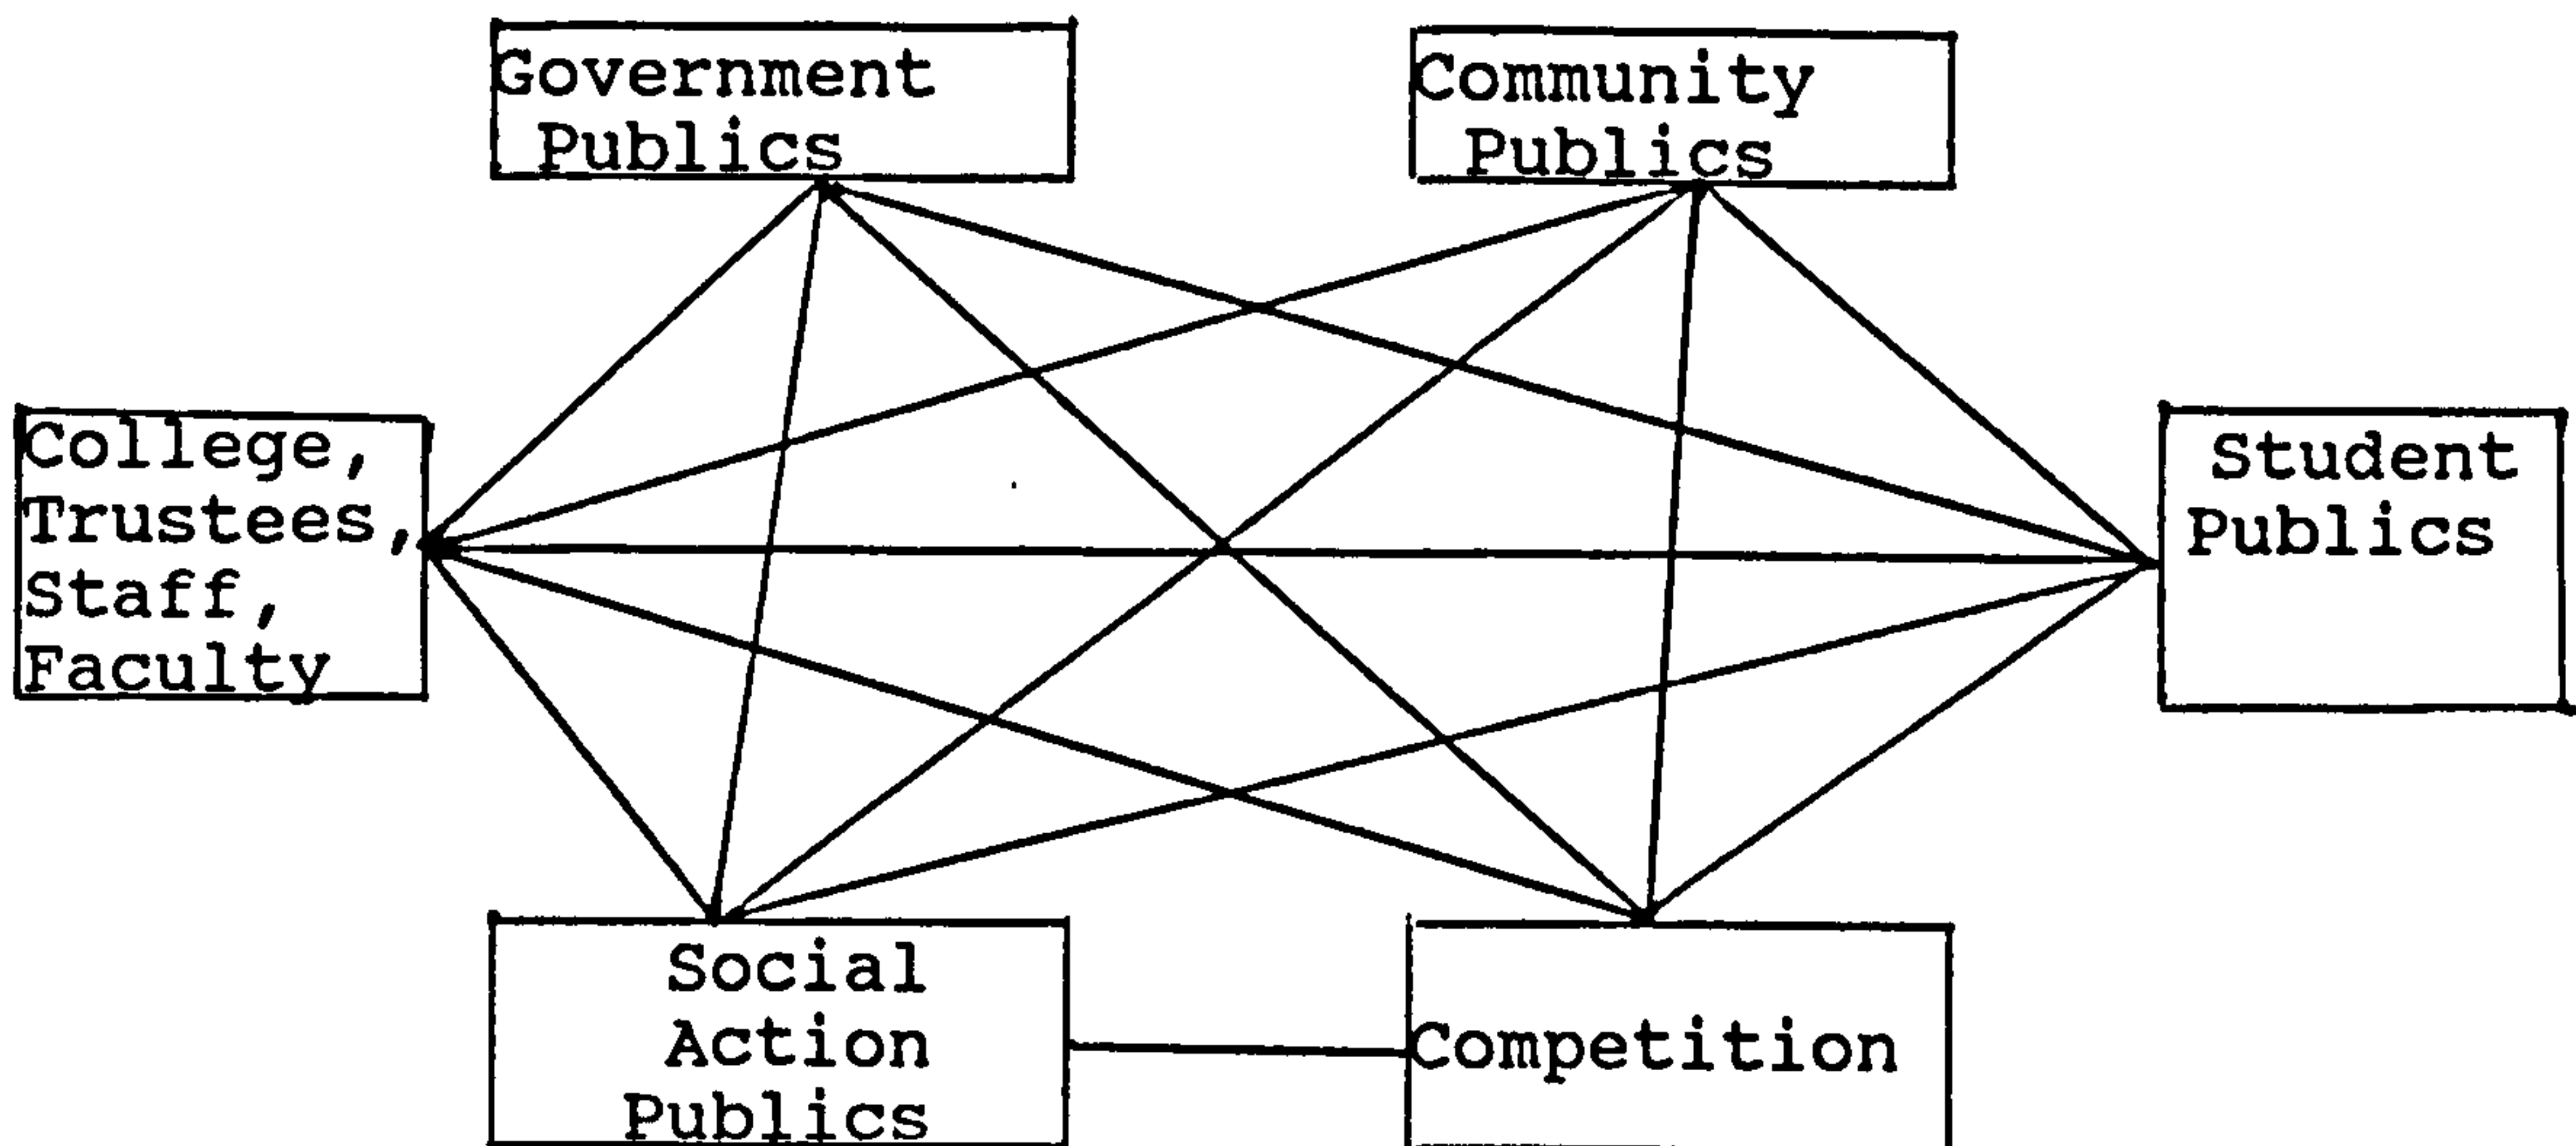 Government
Publics
Community
Publics
College,
Trustees,
Staff,
Faculty
Student
Publics
Social
Action
Publics
Competition